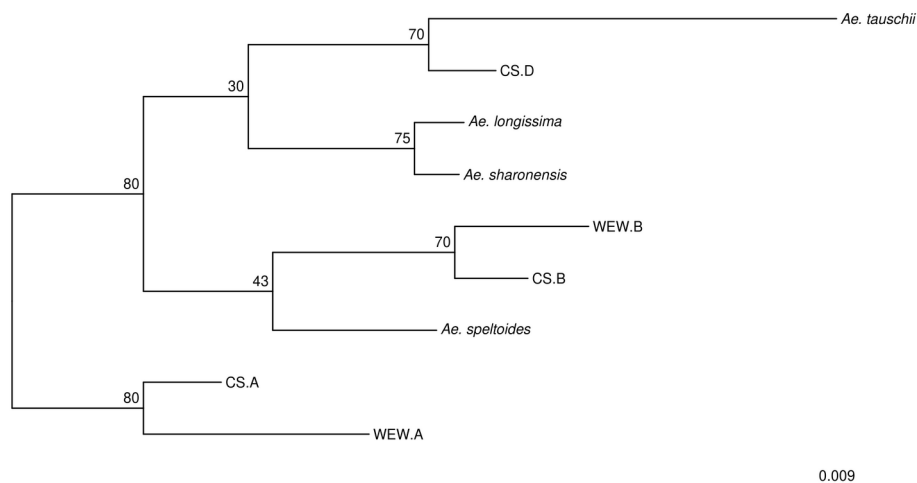 Ae. tauschii
70
CS.D
30
Ae. longissima
75
Ae. sharonensis
80
WEW.B
70
CS.B
43
Ae. speltoides
CS.A
80
WEW.A
0.009